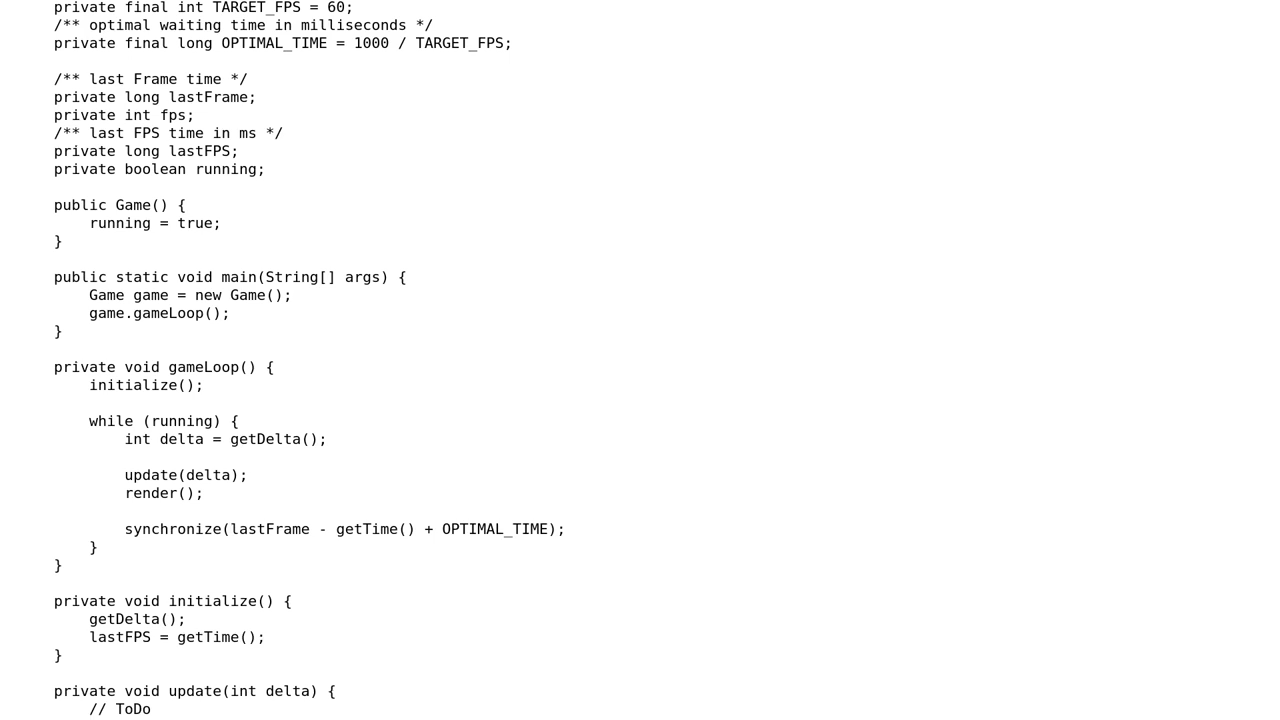 private final int TARGET_FPS = 60;
/** optimal waiting time in milliseconds */
private final long OPTIMAL_TIME = 1000 / TARGET_FPS;

/** last Frame time */
private long lastFrame;
private int fps;
/** last FPS time in ms */
private long lastFPS;
private boolean running;

public Game() {
    running = true;
}

public static void main(String[] args) {
    Game game = new Game();
    game.gameLoop();
}

private void gameLoop() {
    initialize();

    while (running) {
        int delta = getDelta();

        update(delta);
        render();

        synchronize(lastFrame - getTime() + OPTIMAL_TIME);
    }
}

private void initialize() {
    getDelta();
    lastFPS = getTime();
}

private void update(int delta) {
    // ToDo